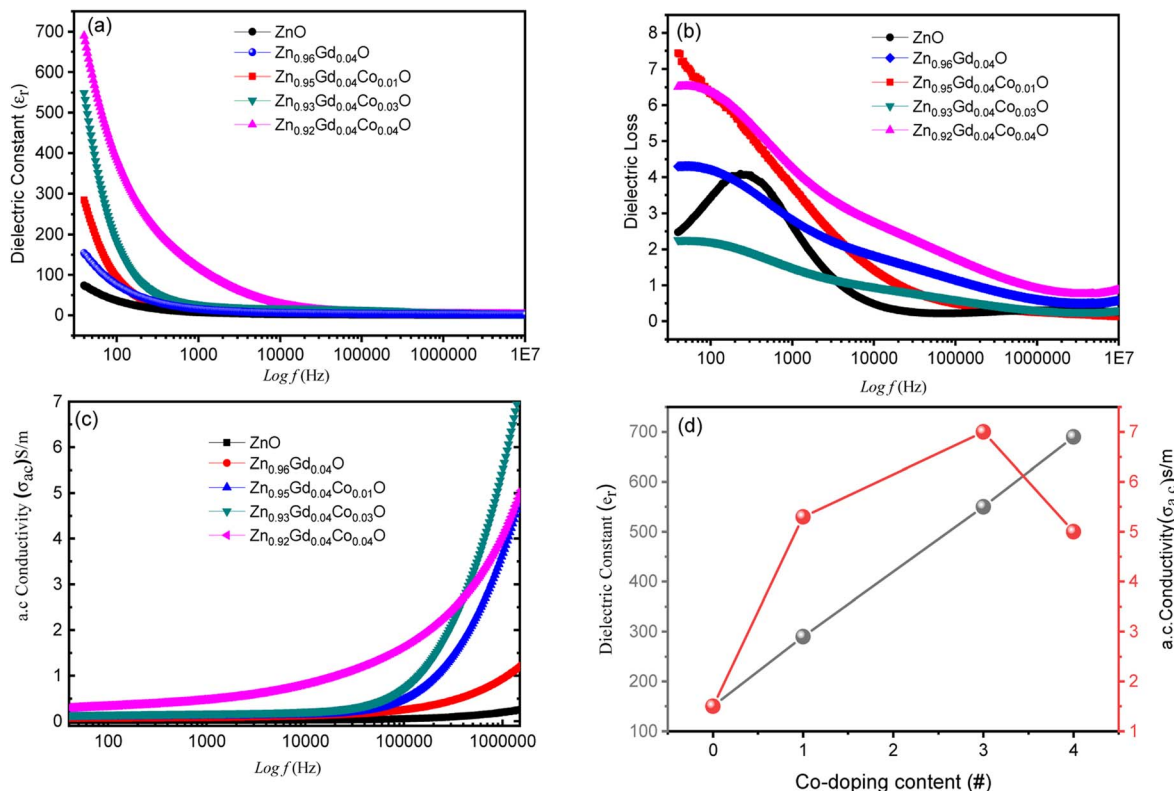 (a)
ZnO
Zn0.96Gd0.04O
Zn0.95Gd0.04Co0.01O
Zn0.93Gd0.04Co0.03O
Zn0.92Gd0.04Co0.04O
Dielectric Constant (εr)
700
600
500
400
300
200
100
0
100 1000 10000 100000 1000000 1E7
Log f (Hz)
(b)
ZnO
Zn0.96Gd0.04O
Zn0.95Gd0.04Co0.01O
Zn0.93Gd0.04Co0.03O
Zn0.92Gd0.04Co0.04O
Dielectric Loss
8
7
6
5
4
3
2
1
0
100 1000 10000 100000 1000000 1E7
Log f (Hz)
(c)
ZnO
Zn0.96Gd0.04O
Zn0.95Gd0.04Co0.01O
Zn0.93Gd0.04Co0.03O
Zn0.92Gd0.04Co0.04O
a.c Conductivity (σac)S/m
7
6
5
4
3
2
1
0
100 1000 10000 100000 1000000
Log f (Hz)
(d)
Dielectric Constant (er)
700
600
500
400
300
200
100
a.c.Conductivity(σa.c)s/m
7
6
5
4
3
2
1
0 1 2 3 4
Co-doping content (#)